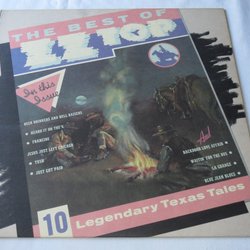 THE BEST OF
ZZ TOP
In this
Issue
BEER DRINKERS AND HELL RAISERS
HEARD IT ON THE X
FRANCINE
JESUS JUST LEFT CHICAGO
TUSH
JUST GOT PAID
And
BACKDOOR LOVE AFFAIR
WAITIN' FOR THE BUS
LA GRANGE
BLUE JEAN BLUES
10 Legendary Texas Tales